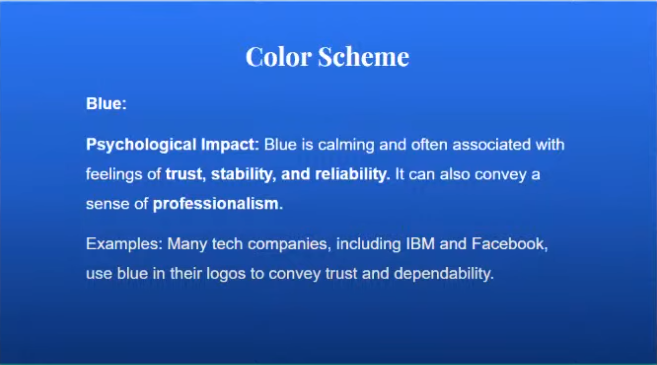 Color Scheme
Blue:
Psychological Impact: Blue is calming and often associated with
feelings of trust, stability, and reliability. It can also convey a
sense of professionalism.
Examples: Many tech companies, including IBM and Facebook,
use blue in their logos to convey trust and dependability.